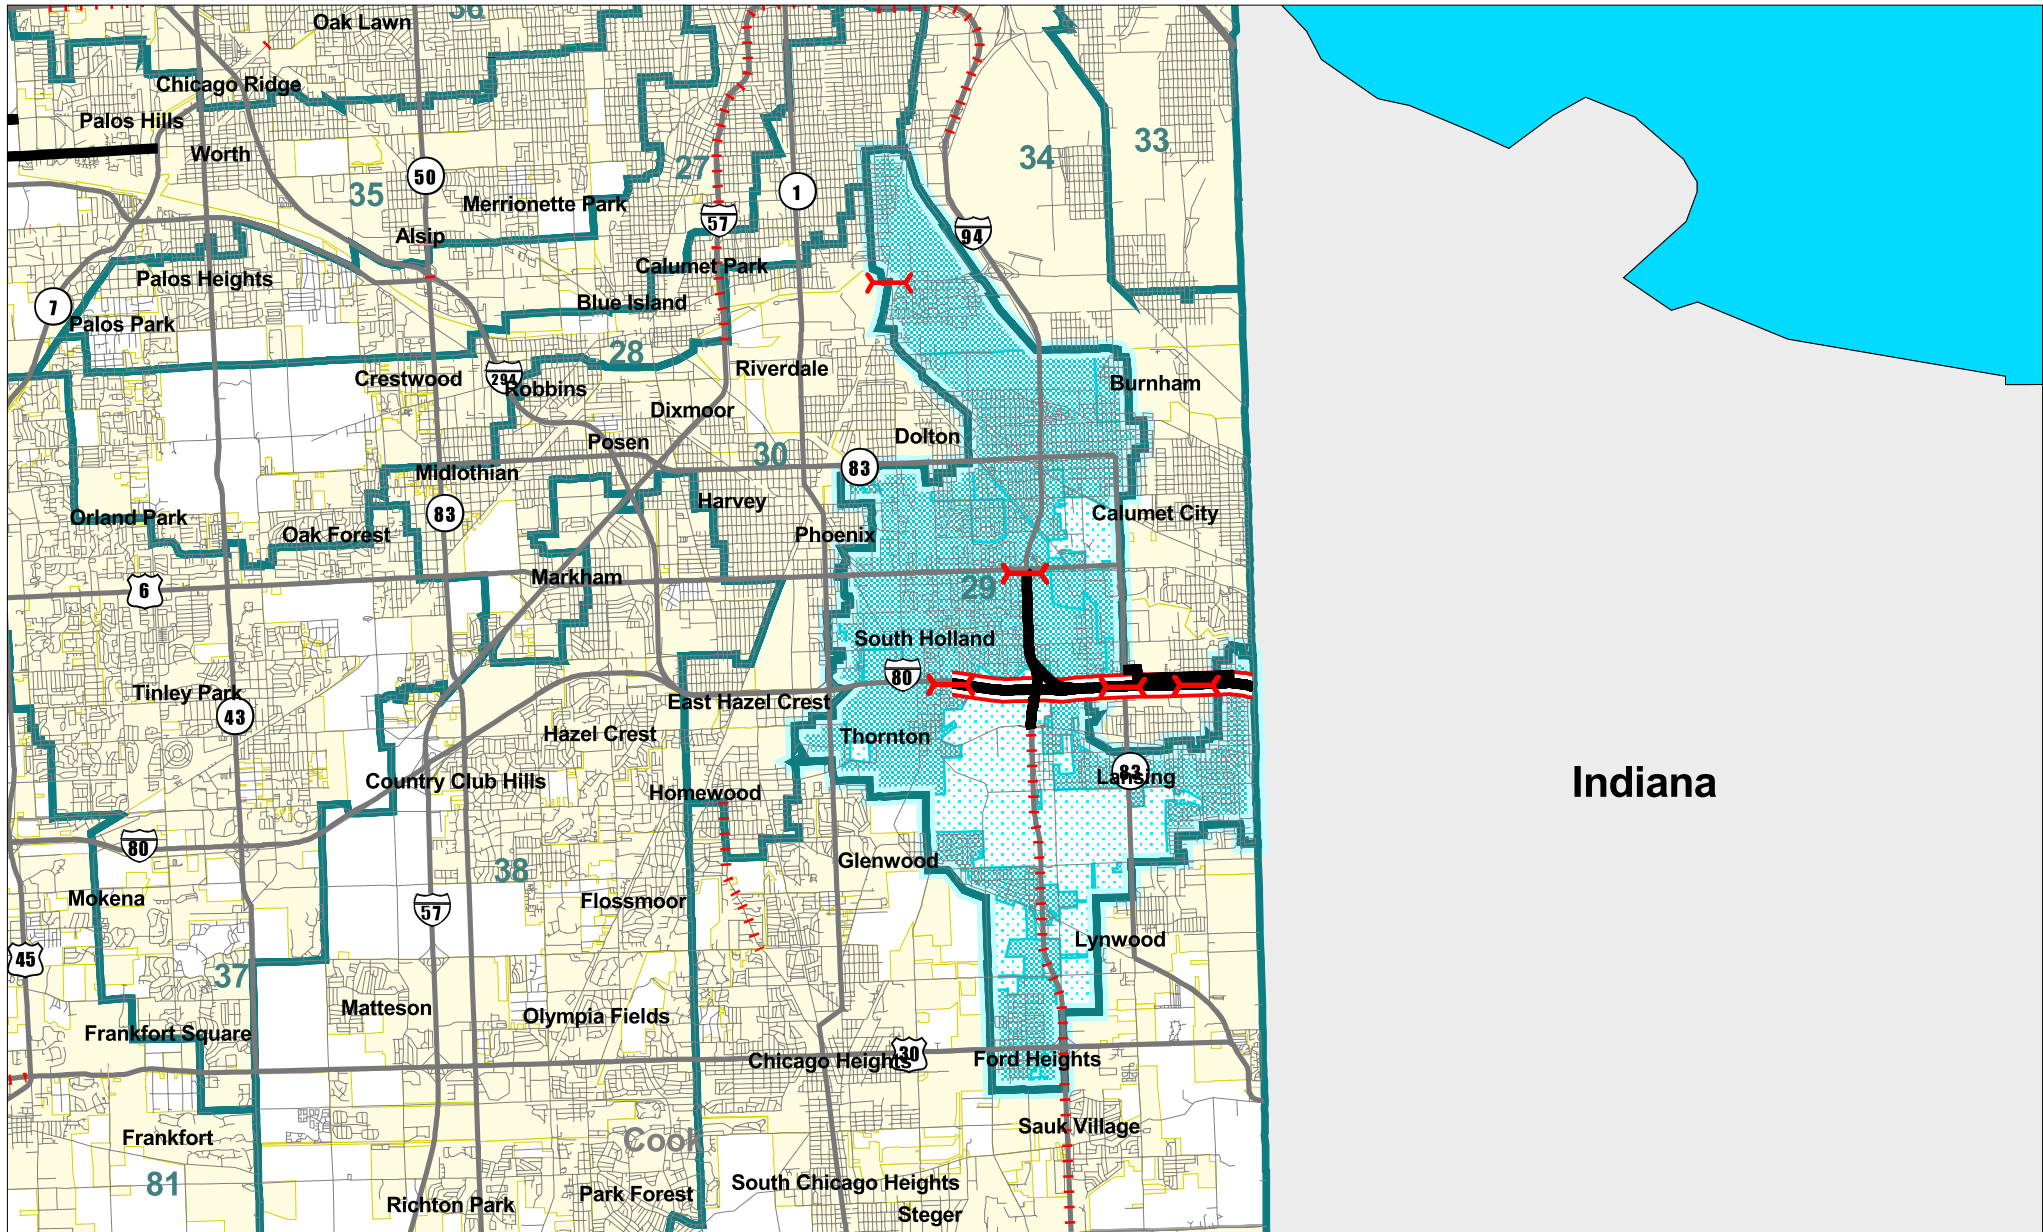 36
Oak Lawn
Chicago Ridge
Palos Hills
Worth
33
34
27
35
50
1
Merrionette Park
57
94
Alsip
Calumet Park
Palos Heights
Blue Island
7
Palos Park
28
Riverdale
Crestwood
294
Robbins
Burnham
Dixmoor
Dolton
Posen
30
83
Midlothian
Harvey
83
Calumet City
Orland Park
Oak Forest
Phoenix
Markham
6
29
South Holland
80
Tinley Park
43
East Hazel Crest
Hazel Crest
Thornton
Country Club Hills
83
Lansing
Indiana
Homewood
80
Glenwood
38
Mokena
57
Flossmoor
Lynwood
45
37
Matteson
Olympia Fields
Frankfort Square
Chicago Heights
30
Ford Heights
Frankfort
Sauk Village
Cook
81
South Chicago Heights
Park Forest
Richton Park
Steger